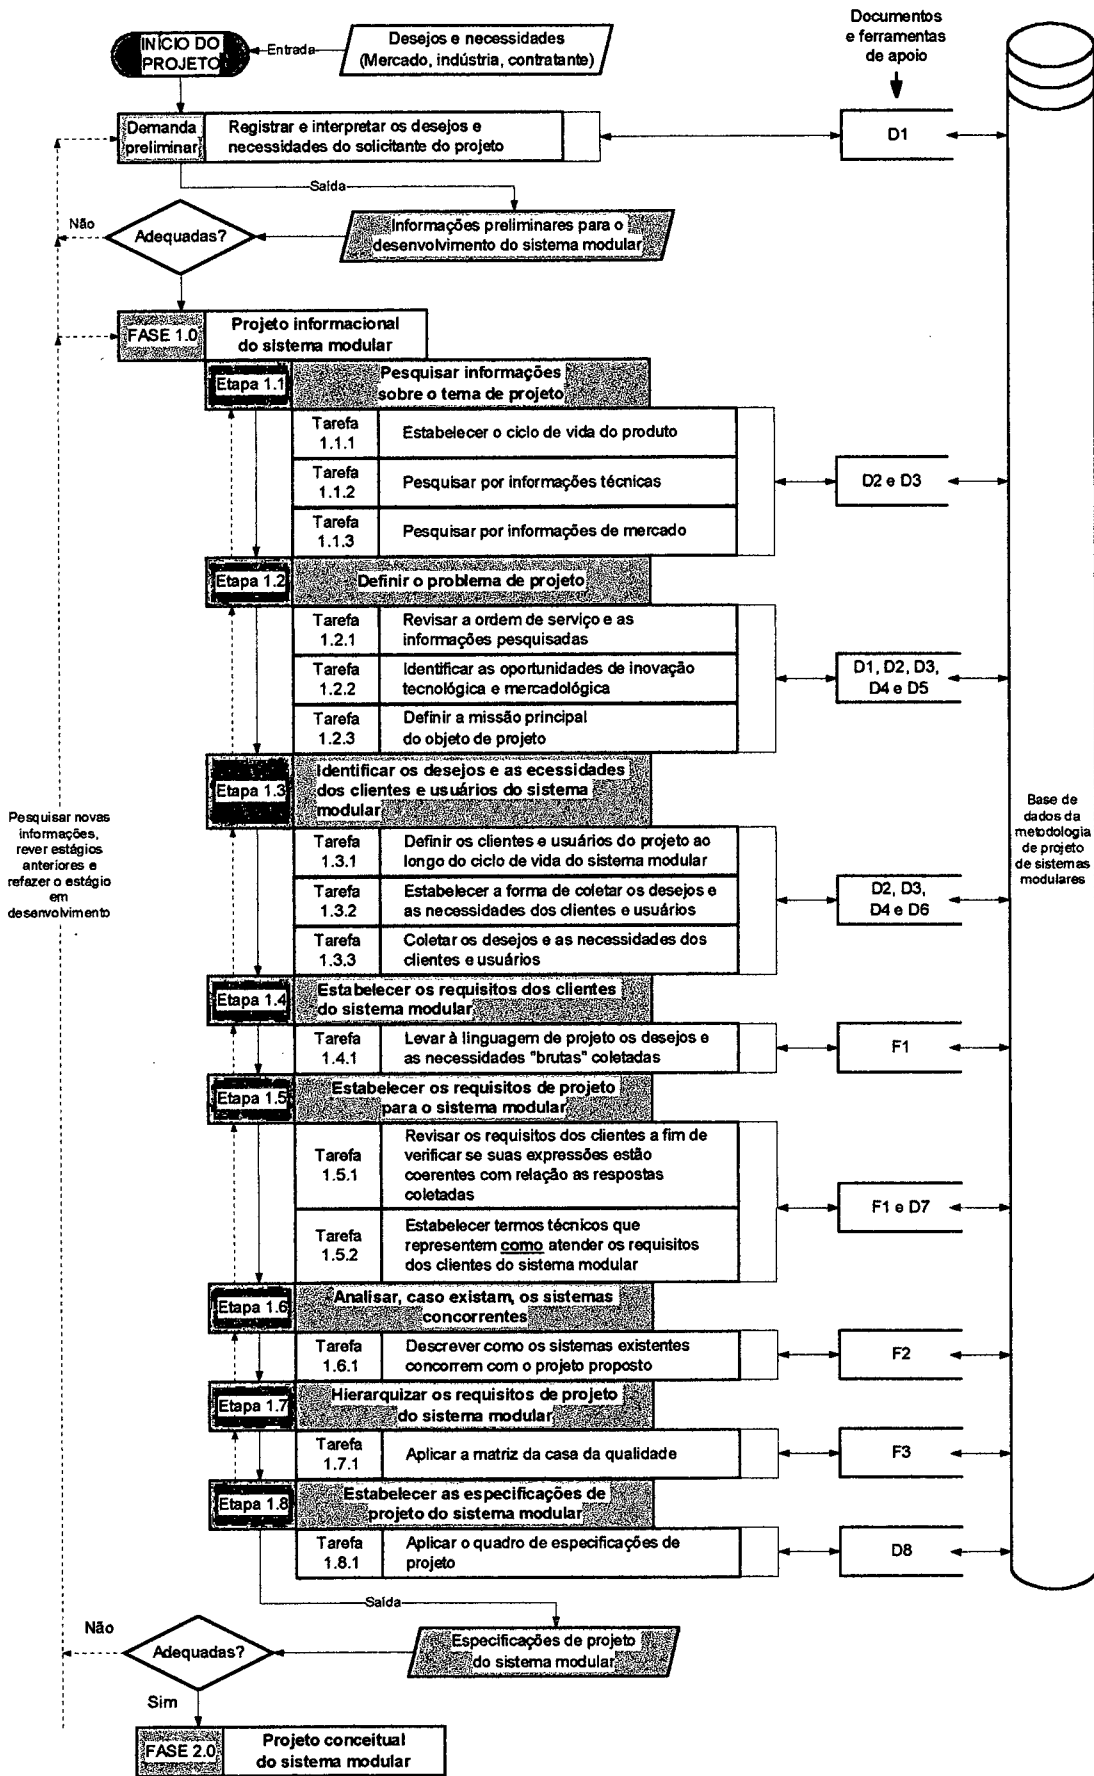 Documentos
e ferramentas
de apoio
INÍCIO DO
PROJETO
Entrada
Desejos e necessidades
(Mercado, indústria, contratante)
Demanda
preliminar
Registrar e interpretar os desejos e
necessidades do solicitante do projeto
D1
Saída
Não
Adequadas?
Informações preliminares para o
desenvolvimento do sistema modular
FASE 1.0
Projeto informacional
do sistema modular
Etapa 1.1
Pesquisar informações
sobre o tema de projeto
Tarefa
1.1.1
Estabelecer o ciclo de vida do produto
Tarefa
1.1.2
Pesquisar por informações técnicas
D2 e D3
Tarefa
1.1.3
Pesquisar por informações de mercado
Etapa 1.2
Definir o problema de projeto
Tarefa
1.2.1
Revisar a ordem de serviço e as
informações pesquisadas
Tarefa
1.2.2
Identificar as oportunidades de inovação
tecnológica e mercadológica
D1, D2, D3,
D4 e D5
Tarefa
1.2.3
Definir a missão principal
do objeto de projeto
Etapa 1.3
Identificar os desejos e as ecessidades
dos clientes e usuários do sistema
modular
Pesquisar novas
informações,
rever estágios
anteriores e
refazer o estágio
em
desenvolvimento
Base de
dados da
metodologia
de projeto
de sistemas
modulares
Tarefa
1.3.1
Definir os clientes e usuários do projeto ao
longo do ciclo de vida do sistema modular
Tarefa
1.3.2
Estabelecer a forma de coletar os desejos e
as necessidades dos clientes e usuários
D2, D3,
D4 e D6
Tarefa
1.3.3
Coletar os desejos e as necessidades dos
clientes e usuários
Etapa 1.4
Estabelecer os requisitos dos clientes
do sistema modular
Tarefa
1.4.1
Levar à linguagem de projeto os desejos e
as necessidades "brutas" coletadas
F1
Etapa 1.5
Estabelecer os requisitos de projeto
para o sistema modular
Tarefa
1.5.1
Revisar os requisitos dos clientes a fim de
verificar se suas expressões estão
coerentes com relação as respostas
coletadas
F1 e D7
Tarefa
1.5.2
Estabelecer termos técnicos que
representem como atender os requisitos
dos clientes do sistema modular
Etapa 1.6
Analisar, caso existam, os sistemas
concorrentes
Tarefa
1.6.1
Descrever como os sistemas existentes
concorrem com o projeto proposto
F2
Etapa 1.7
Hierarquizar os requisitos de projeto
do sistema modular
Tarefa
1.7.1
Aplicar a matriz da casa da qualidade
F3
Etapa 1.8
Estabelecer as especificações de
projeto do sistema modular
Tarefa
1.8.1
Aplicar o quadro de especificações de
projeto
D8
Saída
Não
Adequadas?
Especificações de projeto
do sistema modular
Sim
FASE 2.0
Projeto conceitual
do sistema modular